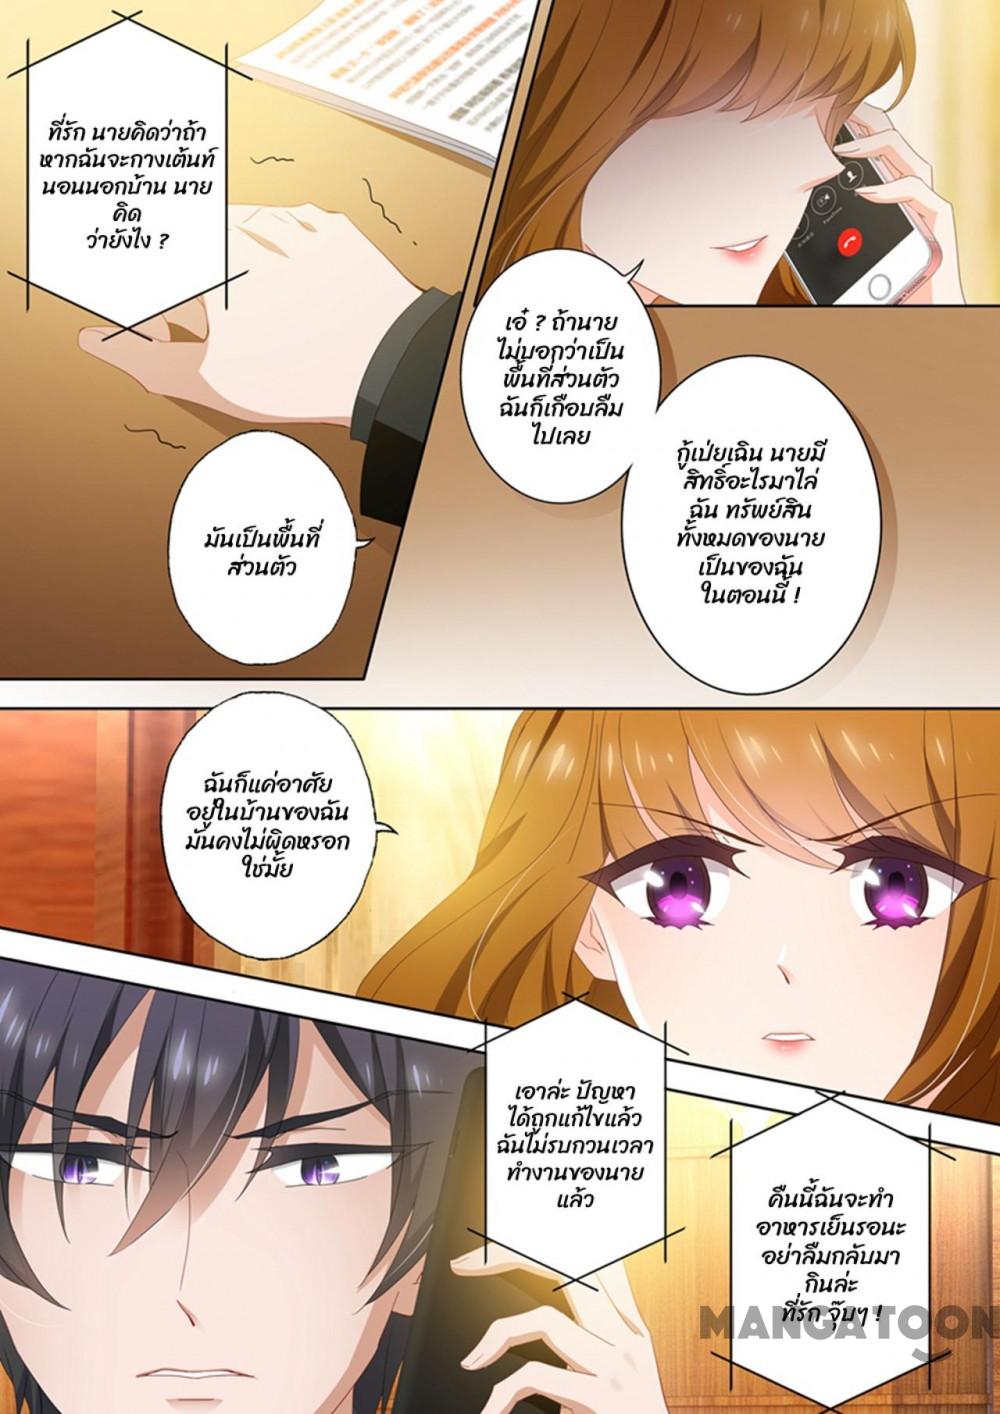 ที่รัก นายคิดว่าถ้า
หากฉันจะกางเต้นท์
นอนนอกบ้าน นาย
คิด
ว่ายังไง ?
มันเป็นพื้นที่
ส่วนตัว
เอ๋ ? ถ้านาย
ไม่บอกว่าเป็น
พื้นที่ส่วนตัว
ฉันก็เกือบลืม
ไปเลย
กู้เป่ยเฉิน นายมี
สิทธิ์อะไรมาไล่
ฉัน ทรัพย์สิน
ทั้งหมดของนาย
เป็นของฉัน
ในตอนนี้ !
ฉันก็แค่อาศัย
อยู่ในบ้านของฉัน
มันคงไม่ผิดหรอก
ใช่มั้ย
เอาล่ะ ปัญหา
ได้ถูกแก้ไขแล้ว
ฉันไม่รบกวนเวลา
ทำงานของนาย
แล้ว
คืนนี้ฉันจะทำ
อาหารเย็นรอนะ
อย่าลืมกลับมา
กินล่ะ
ที่รัก จุ๊บๆ !
MANGATOON